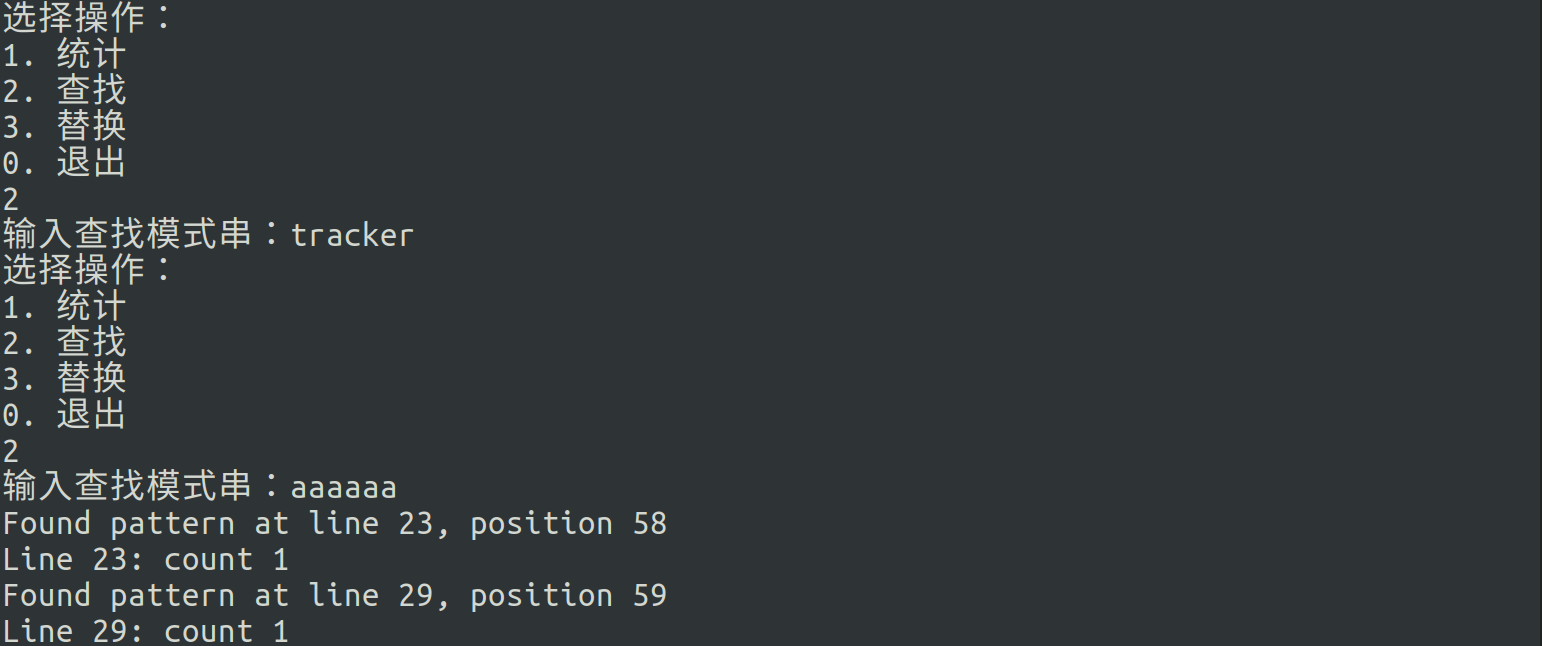 选择操作：
1. 统计
2. 查找
3. 替换
0. 退出
2
输入查找模式串：tracker
选择操作：
1. 统计
2. 查找
3. 替换
0. 退出
2
输入查找模式串：aaaaaa
Found pattern at line 23, position 58
Line 23: count 1
Found pattern at line 29, position 59
Line 29: count 1